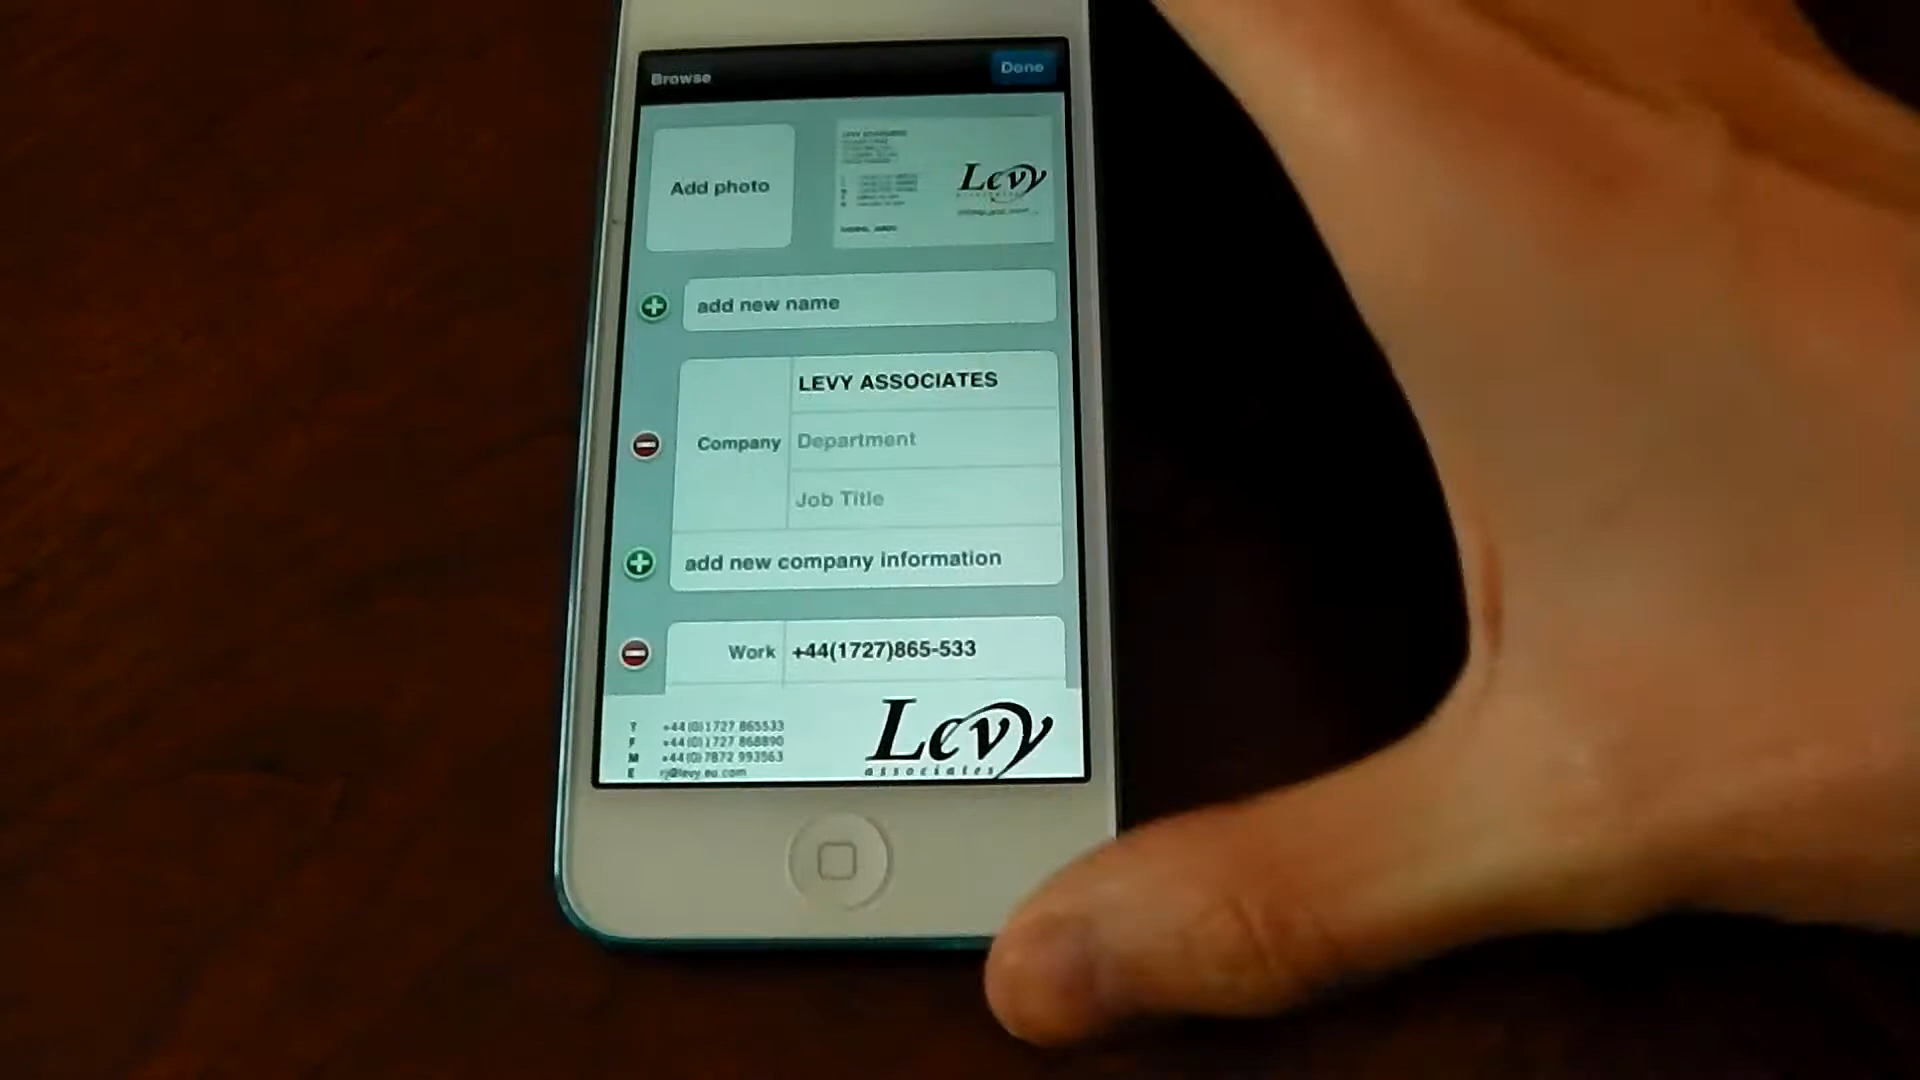 Browse
Done
Add photo
LEVY ASSOCIATES
Levy
add new name
LEVY ASSOCIATES
Company
Department
Job Title
add new company information
Work
+44(1727)865-533
T +44 (0)1727 865533
F +44 (0)1727 868890
M +44 (0)7872 993563
E rj@levy.eu.com
Levy
associates